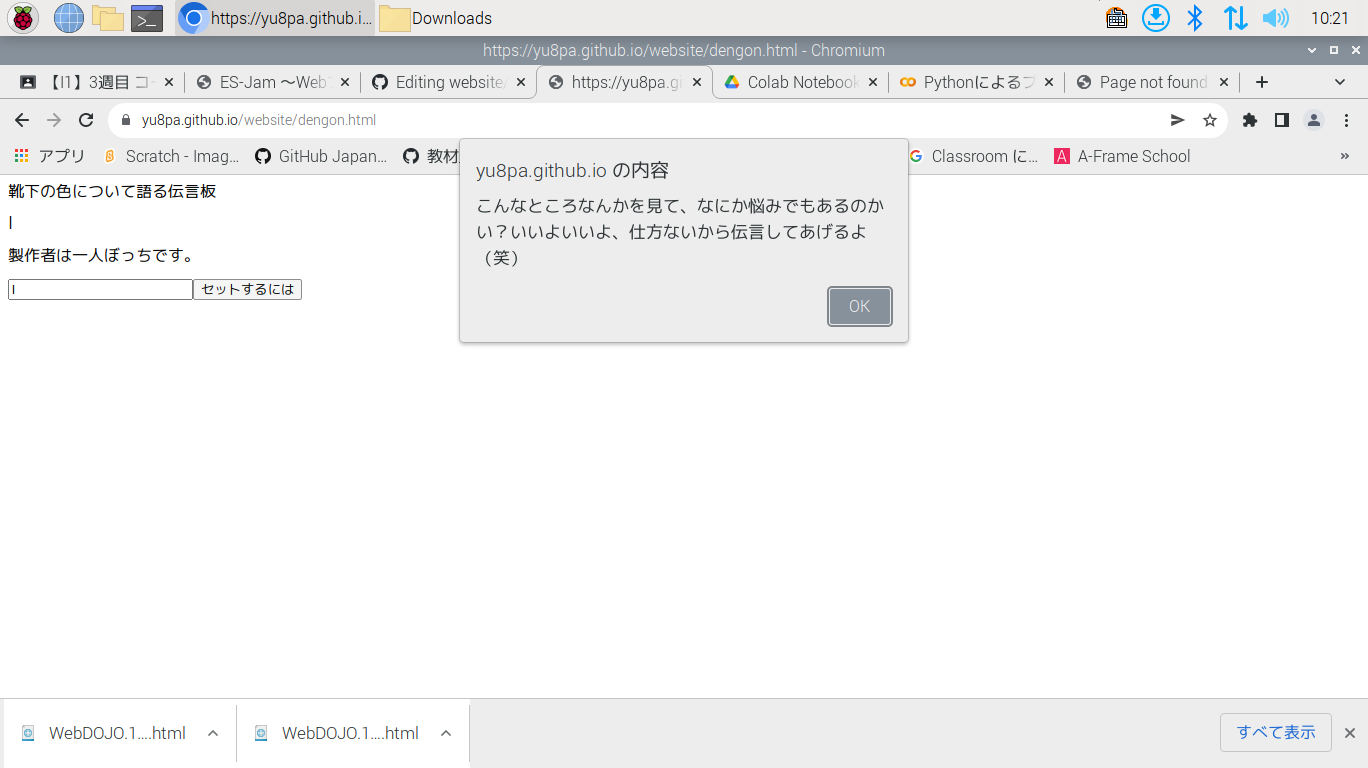 https://yu8pa.github.i... Downloads 10:21
https://yu8pa.github.io/website/dengon.html - Chromium
【I1】3週目 コー ES-Jam 〜Web Editing website/ https://yu8pa.gi Colab Notebook Pythonによるプ Page not found
yu8pa.github.io/website/dengon.html
アプリ Scratch - Imag... GitHub Japan... 教材 Classroom に... A-Frame School »
yu8pa.github.io の内容
こんなところなんかを見て、なにか悩みでもあるのか
い？いいよいいよ、仕方ないから伝言してあげるよ
（笑）
OK
靴下の色について語る伝言板
l
製作者は一人ぼっちです。
l セットするには
WebDOJO.1....html WebDOJO.1....html すべて表示